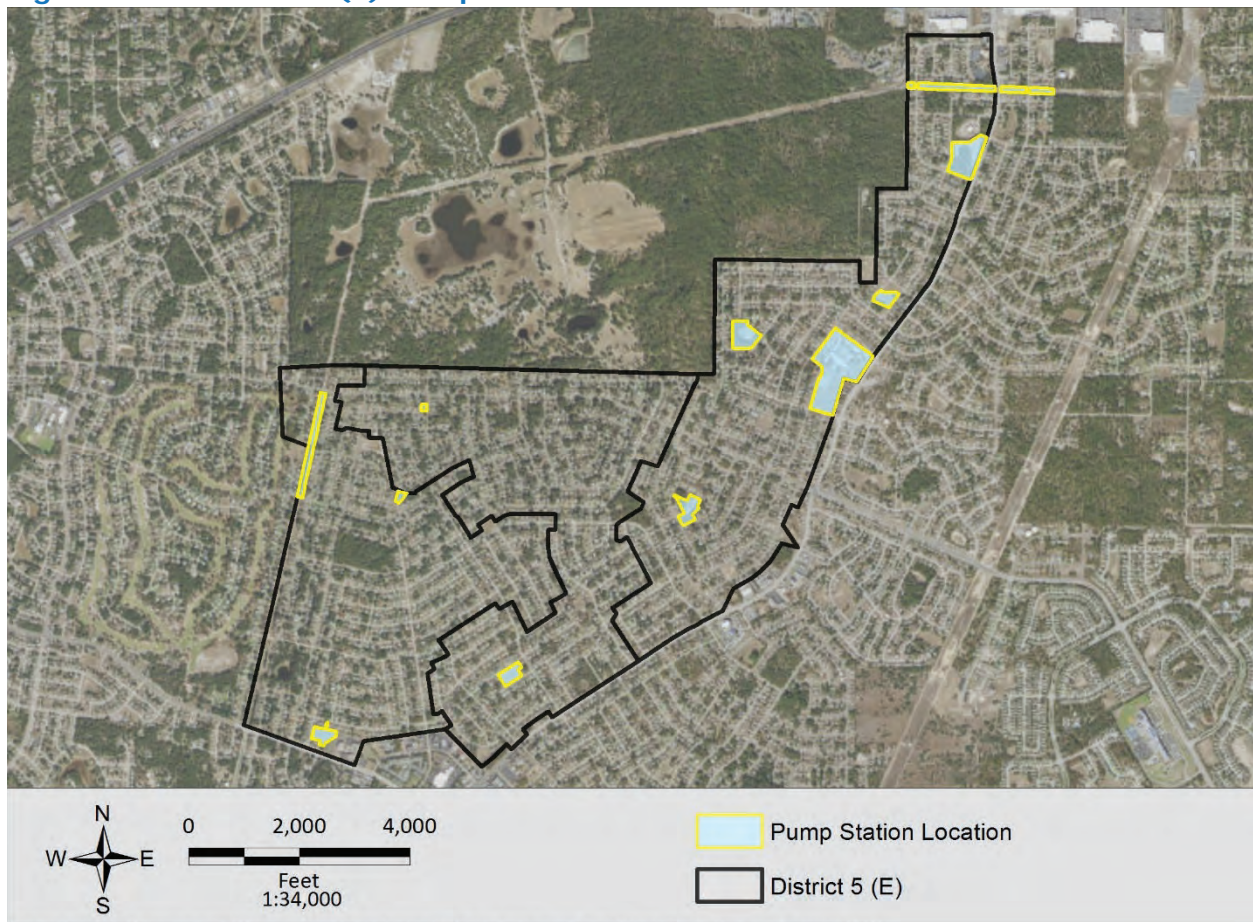 N
W E
S
0 2,000 4,000
Feet
1:34,000
Pump Station Location
District 5 (E)